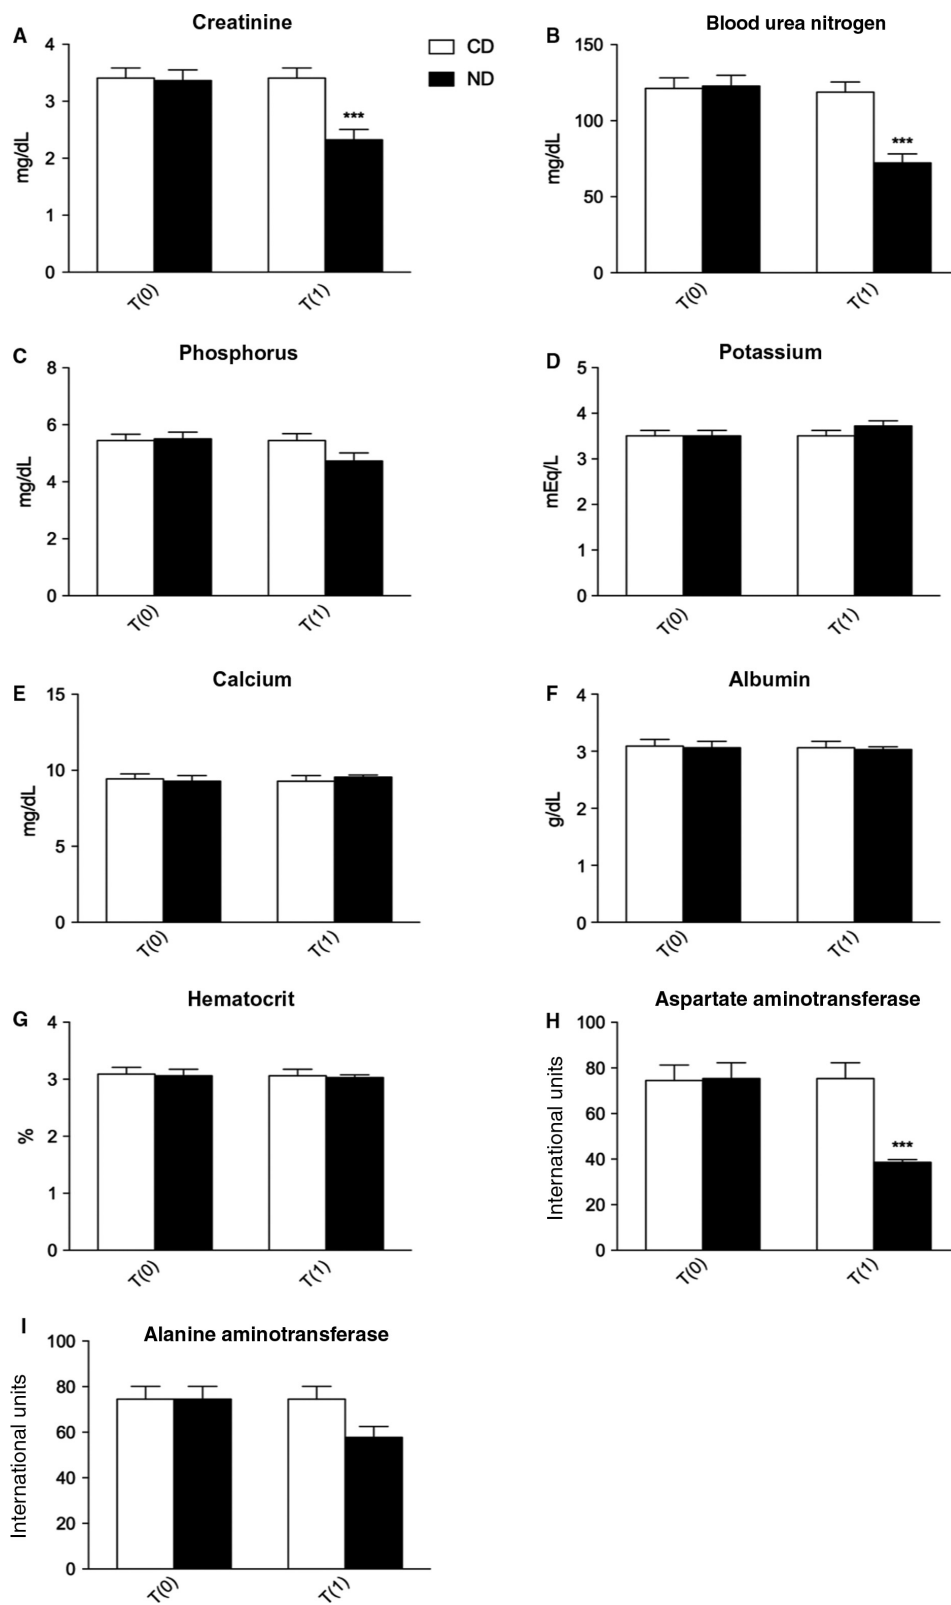 A
Creatinine
4
3
2
1
0
mg/dL
T(0)
T(1)
***
CD
ND
B
Blood urea nitrogen
150
100
50
0
mg/dL
T(0)
T(1)
***
C
Phosphorus
8
6
4
2
0
mg/dL
T(0)
T(1)
D
Potassium
5
4
3
2
1
0
mEq/L
T(0)
T(1)
E
Calcium
15
10
5
0
mg/dL
T(0)
T(1)
F
Albumin
4
3
2
1
0
g/dL
T(0)
T(1)
G
Hematocrit
4
3
2
1
0
%
T(0)
T(1)
H
Aspartate aminotransferase
100
80
60
40
20
0
International units
T(0)
T(1)
***
I
Alanine aminotransferase
100
80
60
40
20
0
International units
T(0)
T(1)